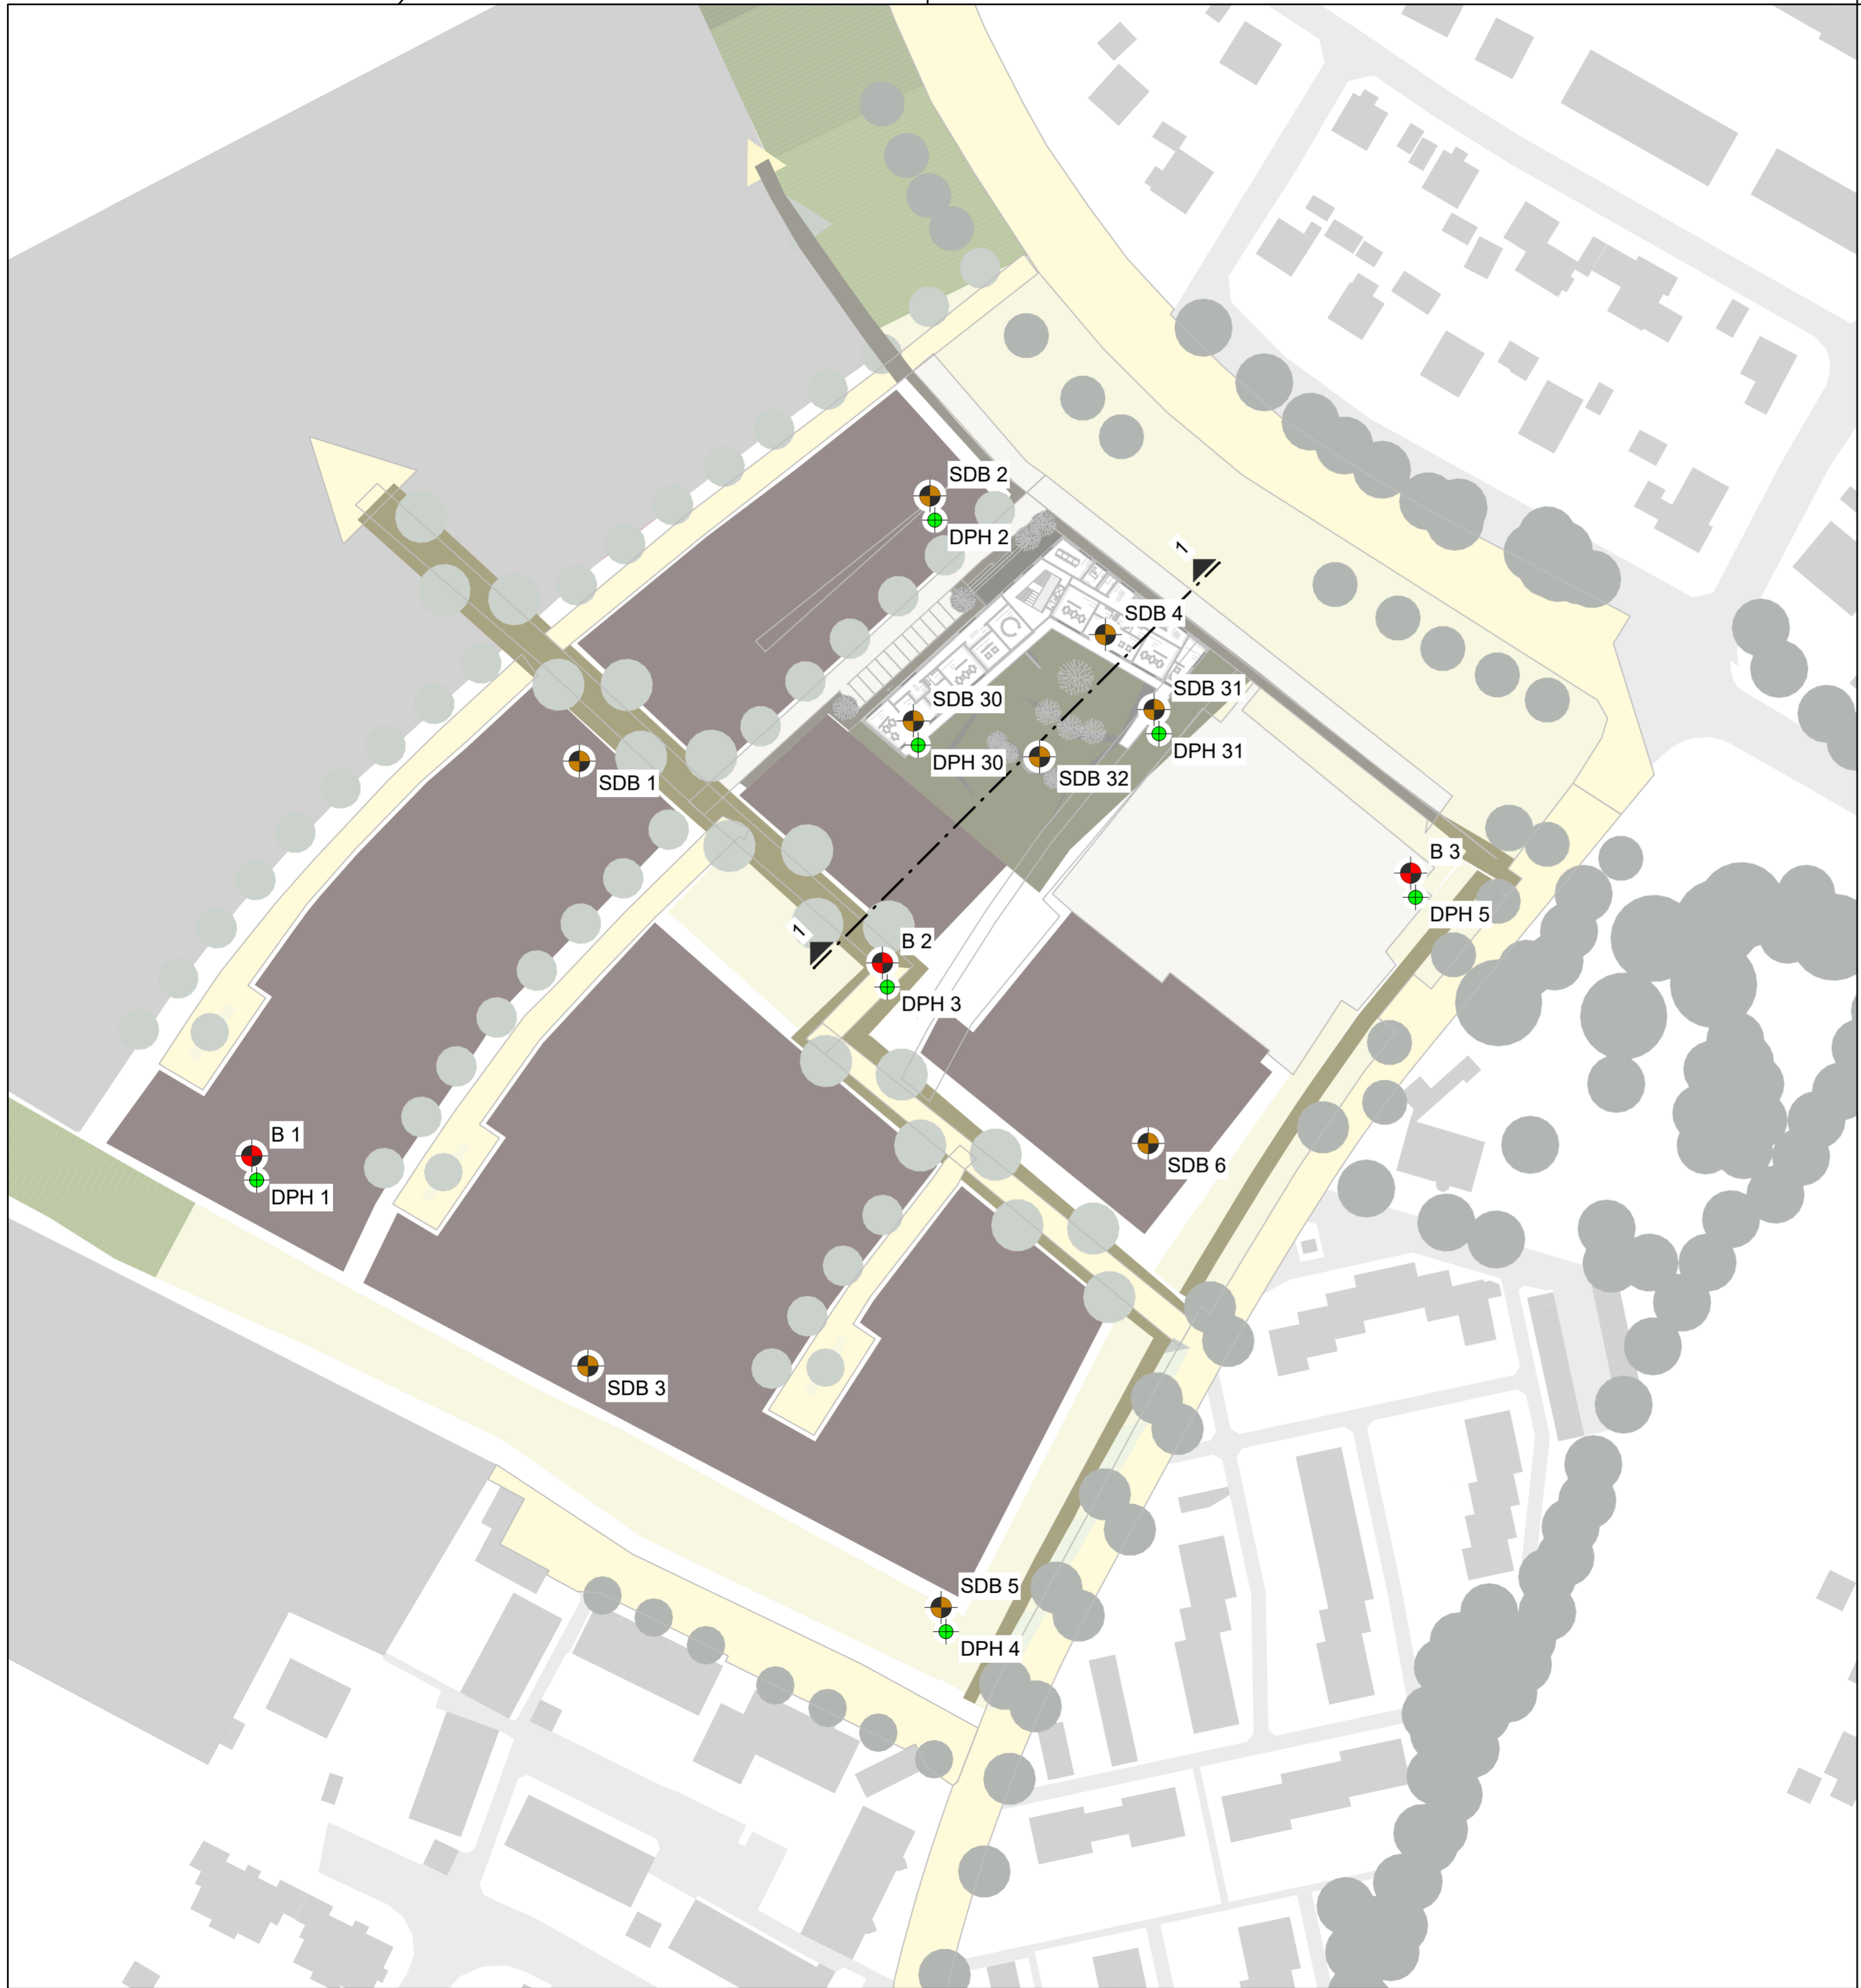 SDB 2
DPH 2
1
SDB 4
SDB 31
SDB 30
DPH 31
DPH 30
SDB 32
SDB 1
B 3
DPH 5
1
B 2
DPH 3
B 1
SDB 6
DPH 1
SDB 3
SDB 5
DPH 4